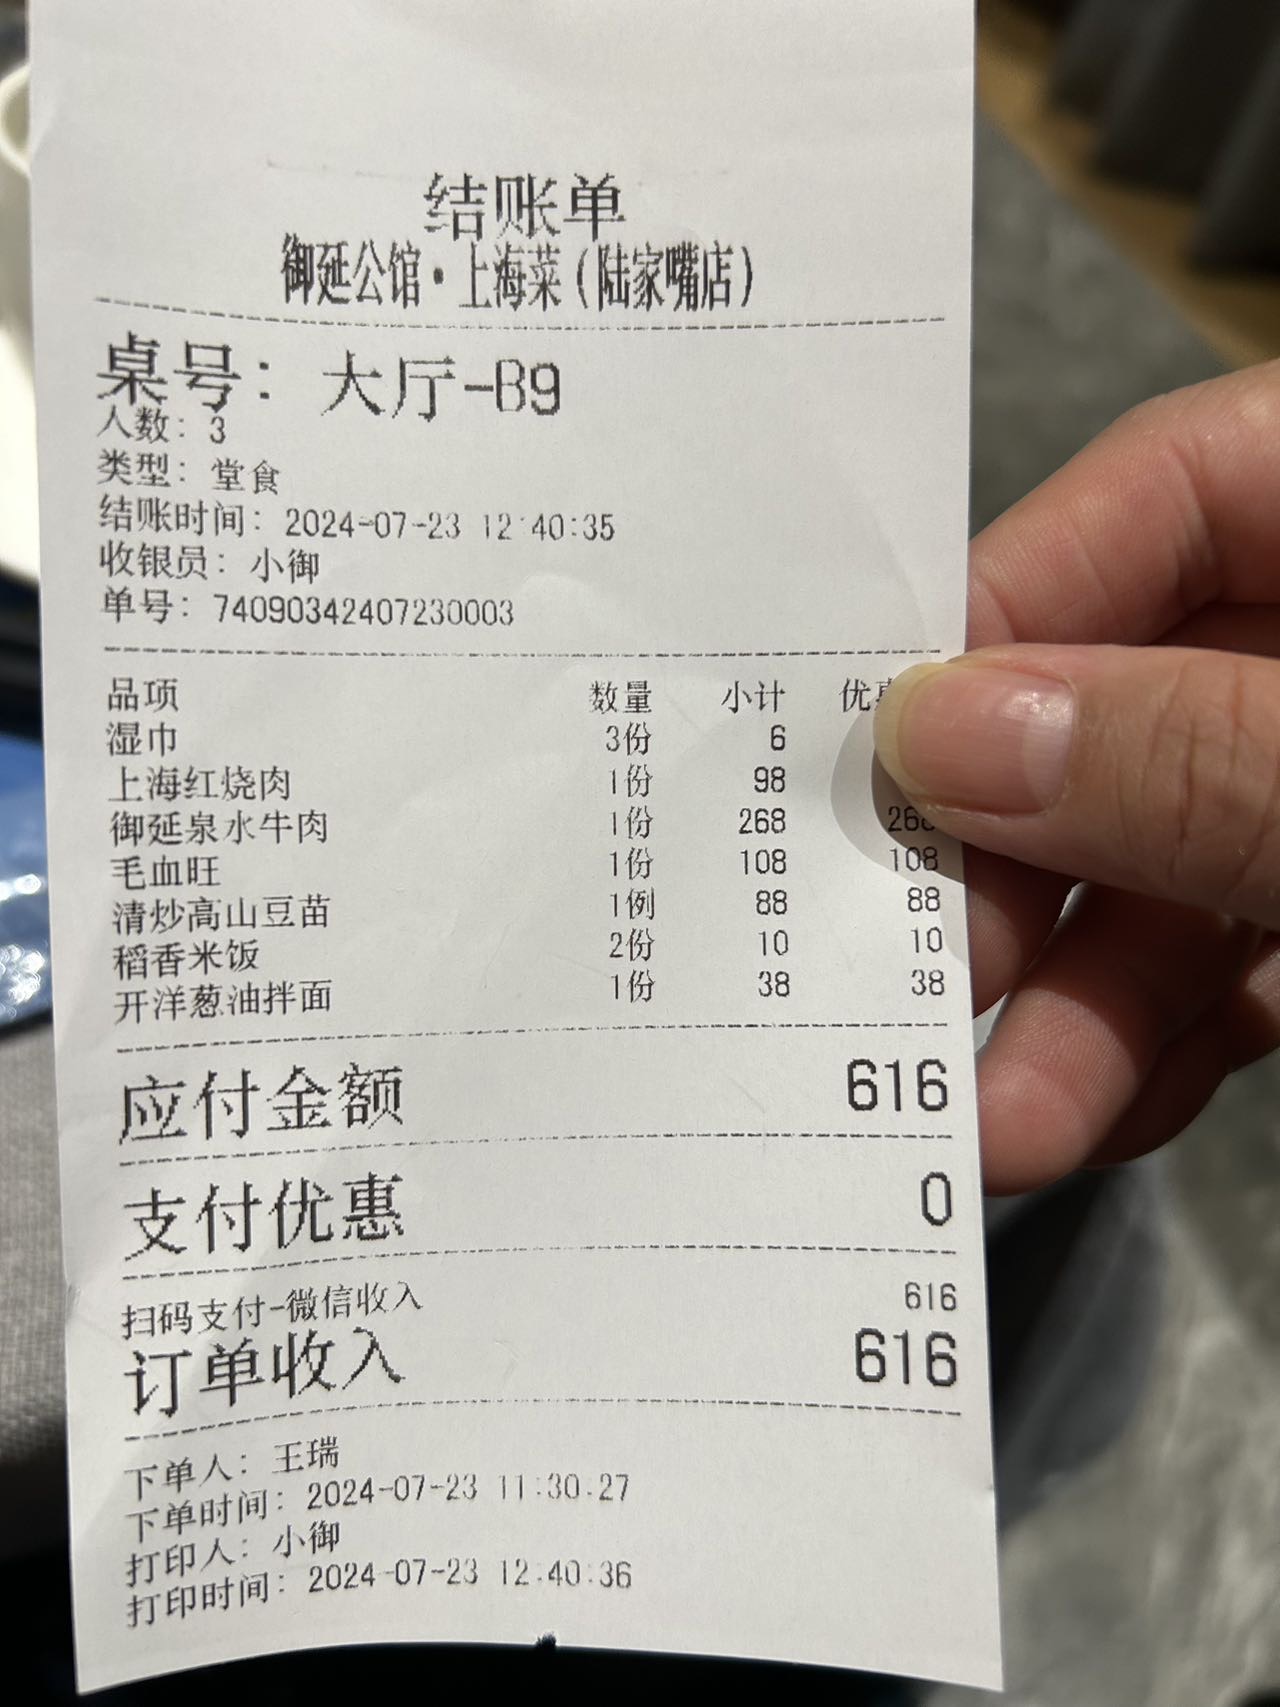 结账单
御延公馆·上海菜(陆家嘴店)
桌号: 大厅-B9
人数: 3
类型: 堂食
结账时间: 2024-07-23 12:40:35
收银员: 小御
单号: 74090342407230003
品项 数量 小计 优
湿巾 3份 6
上海红烧肉 1份 98
御延泉水牛肉 1份 268 268
毛血旺 1份 108 108
清炒高山豆苗 1例 88 88
稻香米饭 2份 10 10
开洋葱油拌面 1份 38 38
应付金额 616
支付优惠 0
扫码支付-微信收入 616
订单收入 616
下单人: 王瑞
下单时间: 2024-07-23 11:30:27
打印人: 小御
打印时间: 2024-07-23 12:40:36